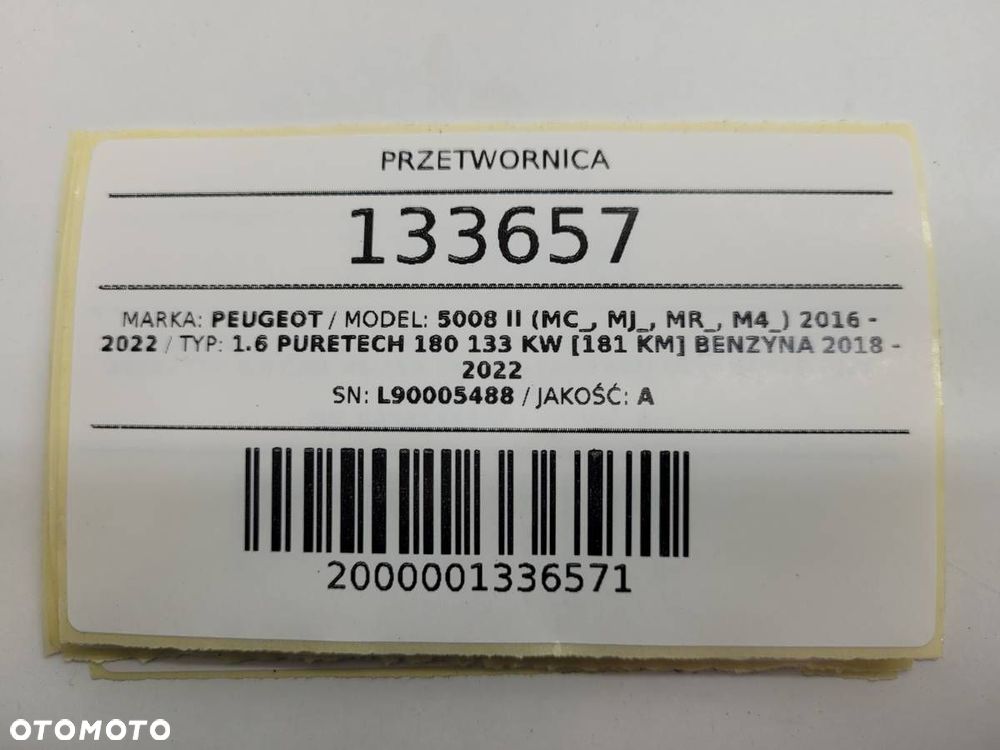 PRZETWORNICA
133657
MARKA: PEUGEOT / MODEL: 5008 II (MC_, MJ_, MR_, M4_) 2016 -
2022 / TYP: 1.6 PURETECH 180 133 KW [181 KM] BENZYNA 2018 -
2022
SN: L90005488 / JAKOŚĆ: A
2000001336571
OTOMOTO